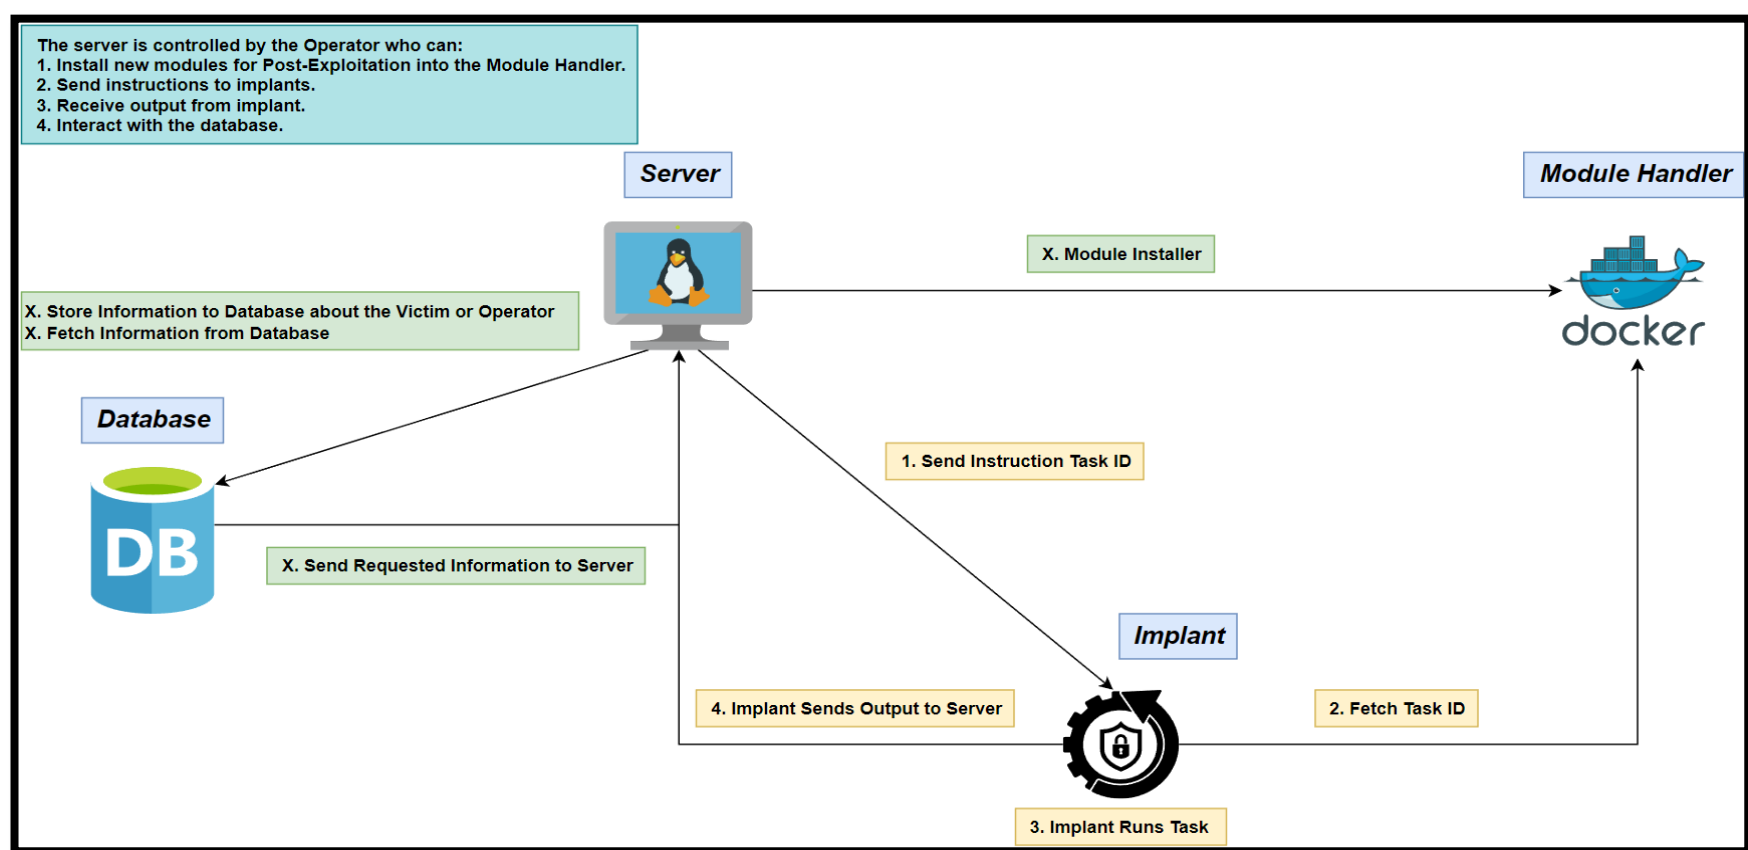 The server is controlled by the Operator who can:
1. Install new modules for Post-Exploitation into the Module Handler.
2. Send instructions to implants.
3. Receive output from implant.
4. Interact with the database.
Server
Module Handler
X. Module Installer
docker
X. Store Information to Database about the Victim or Operator
X. Fetch Information from Database
Database
1. Send Instruction Task ID
DB
X. Send Requested Information to Server
Implant
4. Implant Sends Output to Server
2. Fetch Task ID
3. Implant Runs Task